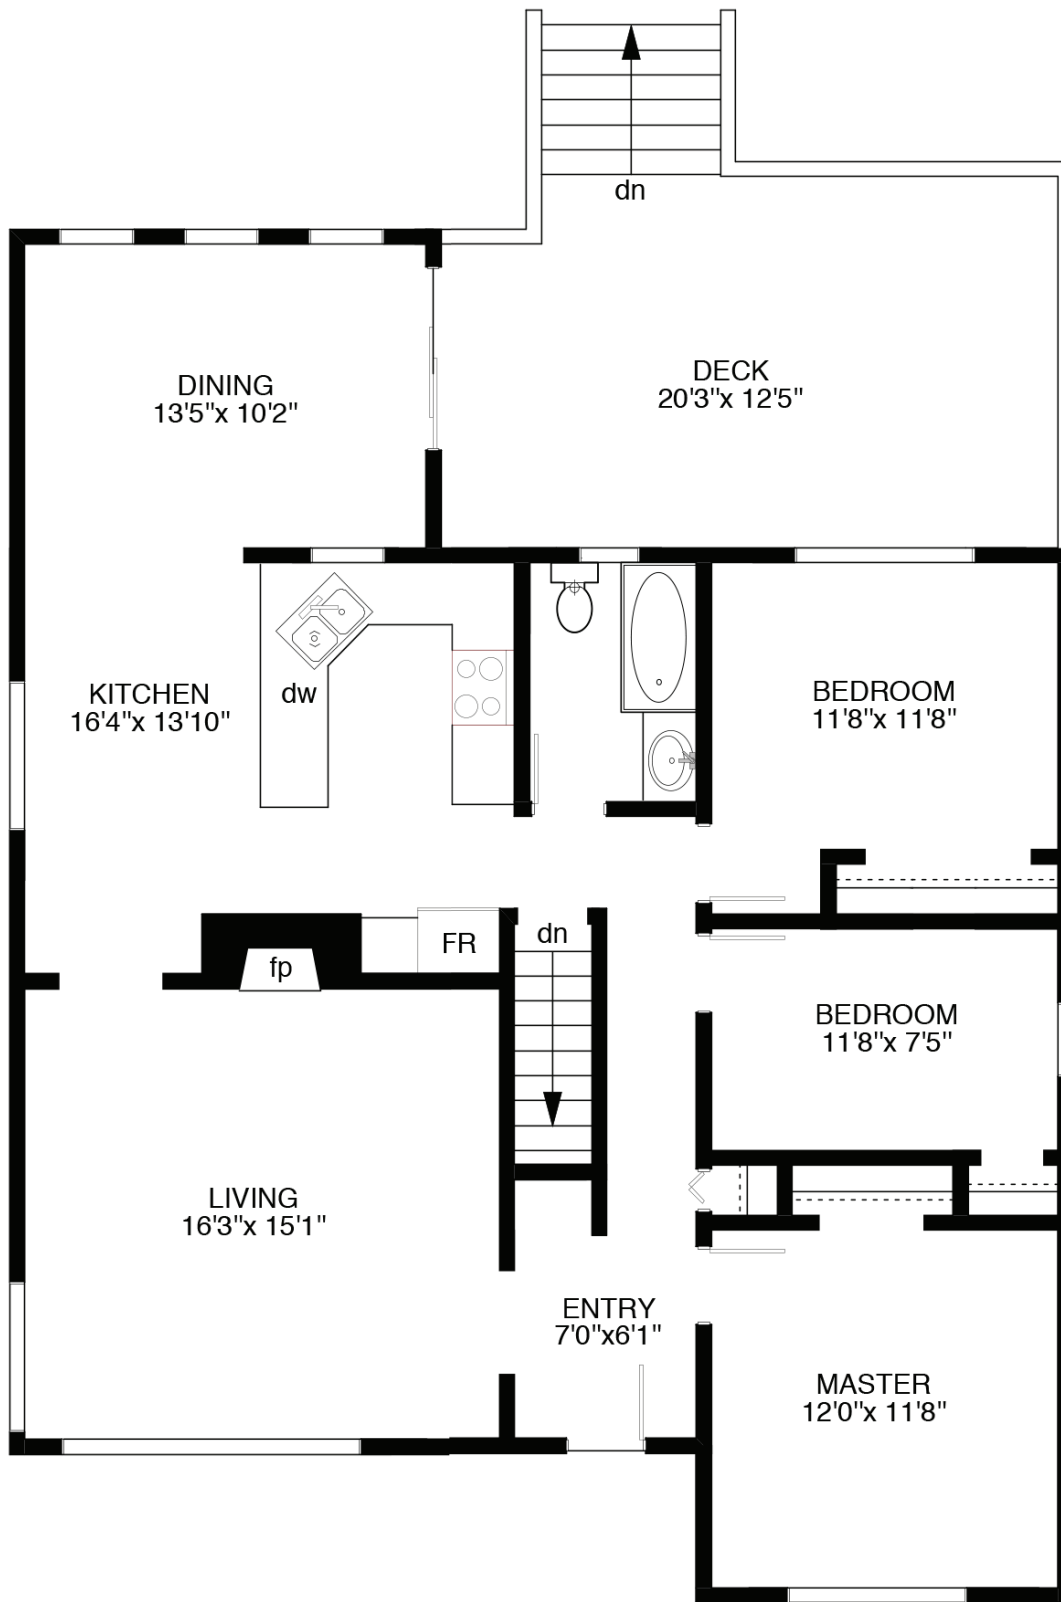 dn
DINING
13'5"x 10'2"
DECK
20'3"x 12'5"
KITCHEN
16'4"x 13'10"
dw
BEDROOM
11'8"x 11'8"
fp
FR
dn
BEDROOM
11'8"x 7'5"
LIVING
16'3"x 15'1"
ENTRY
7'0"x6'1"
MASTER
12'0"x 11'8"